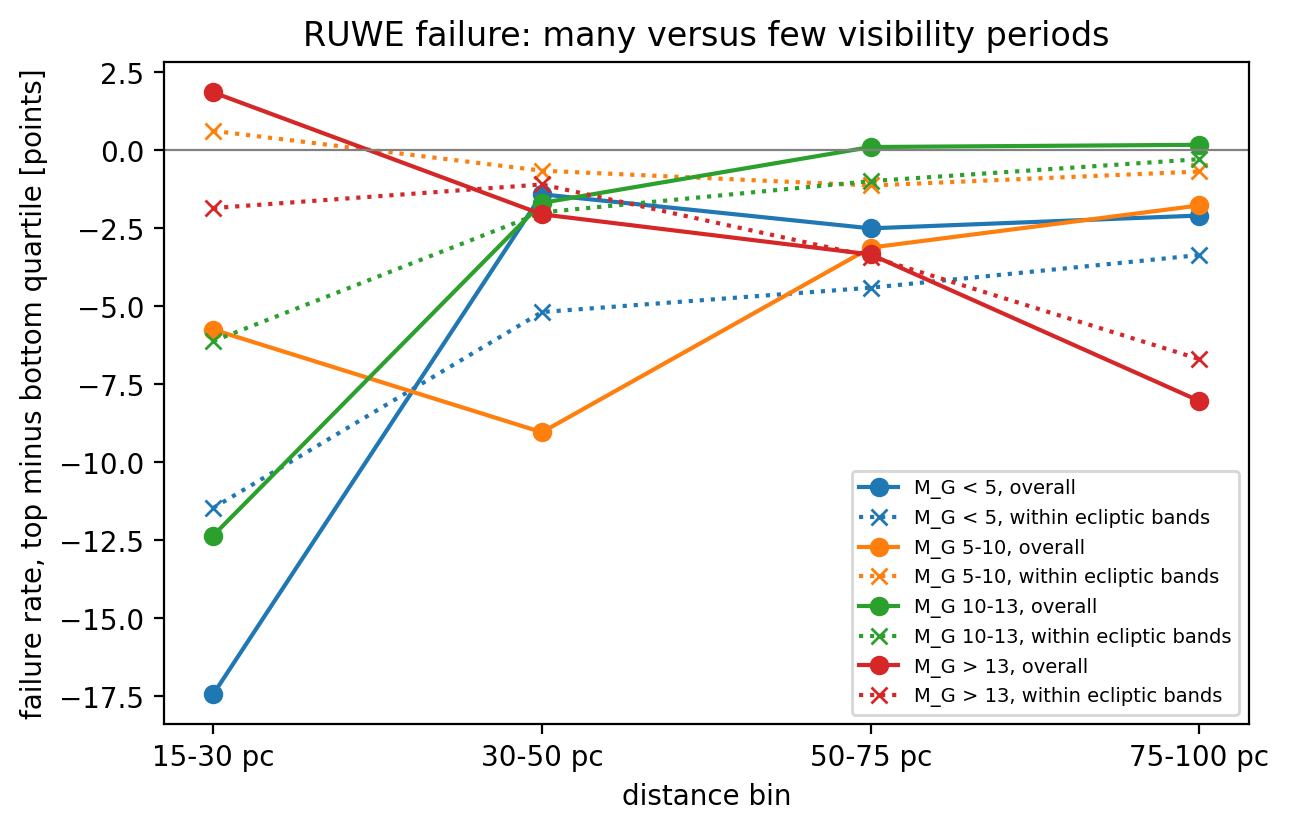 RUWE failure: many versus few visibility periods
failure rate, top minus bottom quartile [points]
2.5
0.0
−2.5
−5.0
−7.5
−10.0
−12.5
−15.0
−17.5
M_G < 5, overall
M_G < 5, within ecliptic bands
M_G 5-10, overall
M_G 5-10, within ecliptic bands
M_G 10-13, overall
M_G 10-13, within ecliptic bands
M_G > 13, overall
M_G > 13, within ecliptic bands
15-30 pc
30-50 pc
50-75 pc
75-100 pc
distance bin